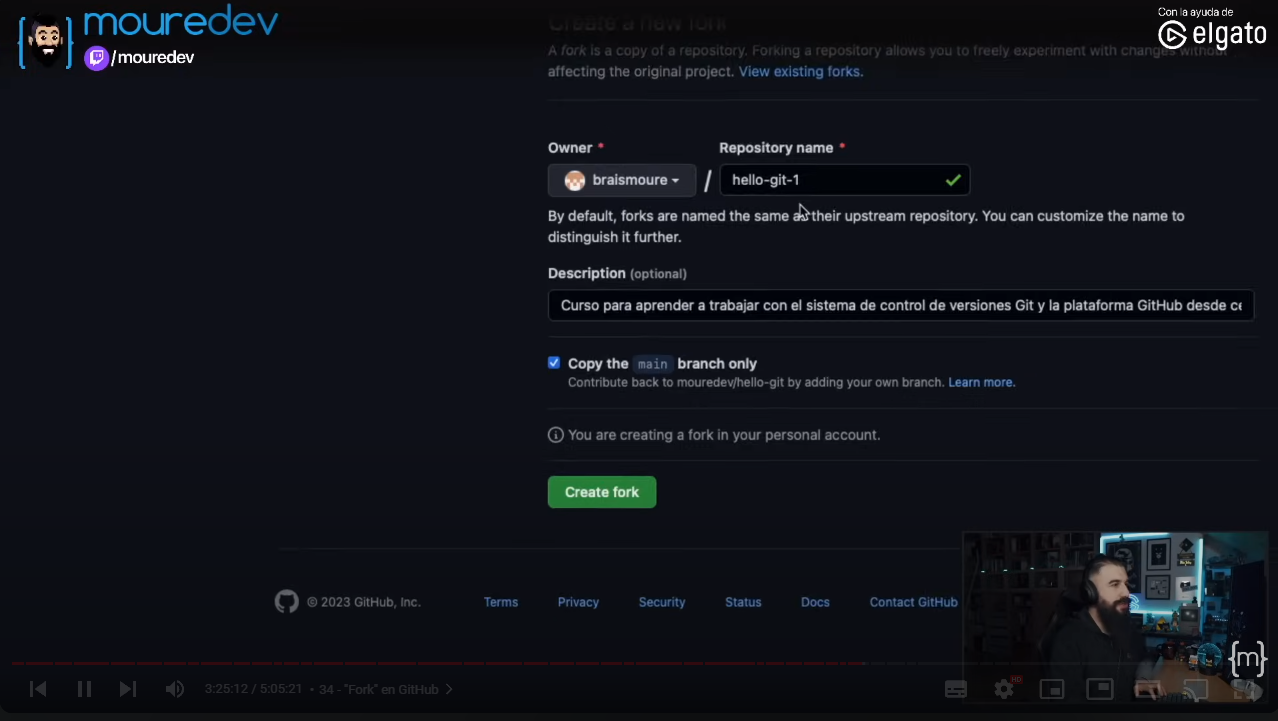 mouredev
/mouredev
Con la ayuda de
elgato
Create a new fork
A fork is a copy of a repository. Forking a repository allows you to freely experiment with changes without
affecting the original project. View existing forks.
Owner * Repository name *
braismoure / hello-git-1
By default, forks are named the same as their upstream repository. You can customize the name to
distinguish it further.
Description (optional)
Curso para aprender a trabajar con el sistema de control de versiones Git y la plataforma GitHub desde ce
Copy the main branch only
Contribute back to mouredev/hello-git by adding your own branch. Learn more.
You are creating a fork in your personal account.
Create fork
© 2023 GitHub, Inc. Terms Privacy Security Status Docs Contact GitHub
{m}
3:25:12 / 5:05:21 • 34 - "Fork" en GitHub
HD